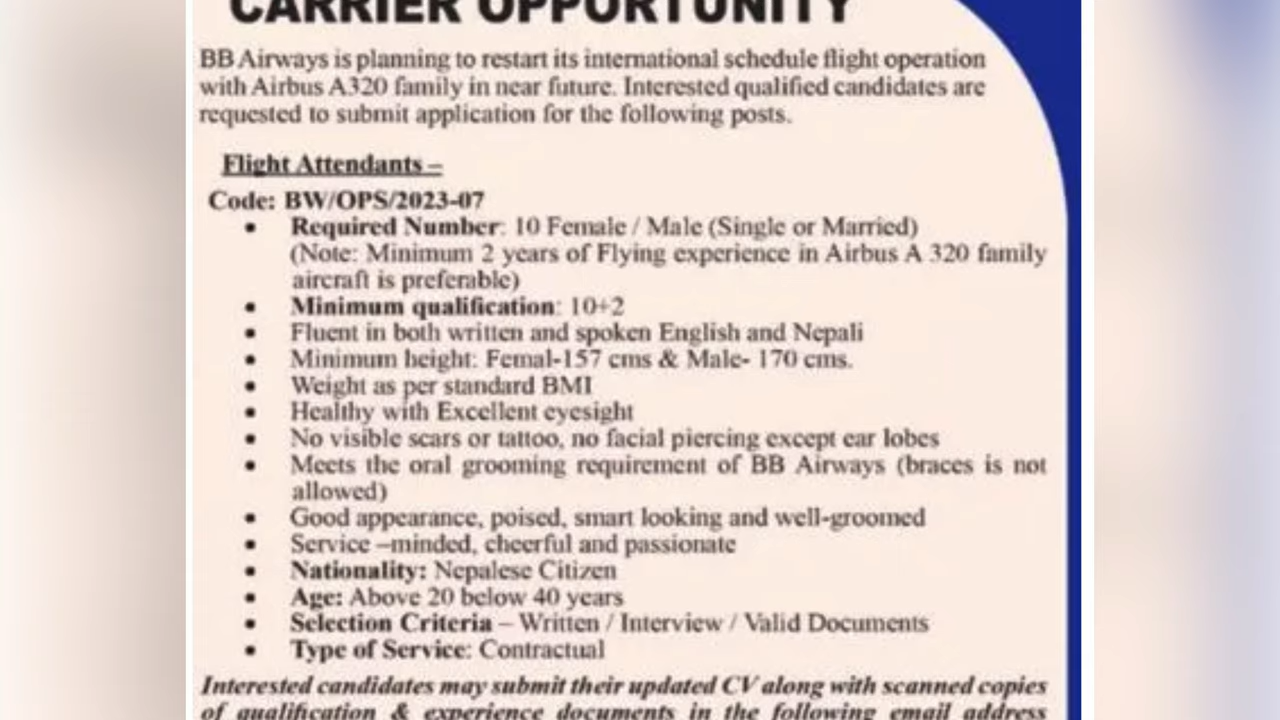 CARRIER OPPORTUNITY
BB Airways is planning to restart its international schedule flight operation
with Airbus A320 family in near future. Interested qualified candidates are
requested to submit application for the following posts.
Flight Attendants –
Code: BW/OPS/2023-07
• Required Number: 10 Female / Male (Single or Married)
(Note: Minimum 2 years of Flying experience in Airbus A 320 family
aircraft is preferable)
• Minimum qualification: 10+2
• Fluent in both written and spoken English and Nepali
• Minimum height: Femal-157 cms & Male- 170 cms.
• Weight as per standard BMI
• Healthy with Excellent eyesight
• No visible scars or tattoo, no facial piercing except ear lobes
• Meets the oral grooming requirement of BB Airways (braces is not
allowed)
• Good appearance, poised, smart looking and well-groomed
• Service –minded, cheerful and passionate
• Nationality: Nepalese Citizen
• Age: Above 20 below 40 years
• Selection Criteria – Written / Interview / Valid Documents
• Type of Service: Contractual
Interested candidates may submit their updated CV along with scanned copies
of qualification & experience documents in the following email address